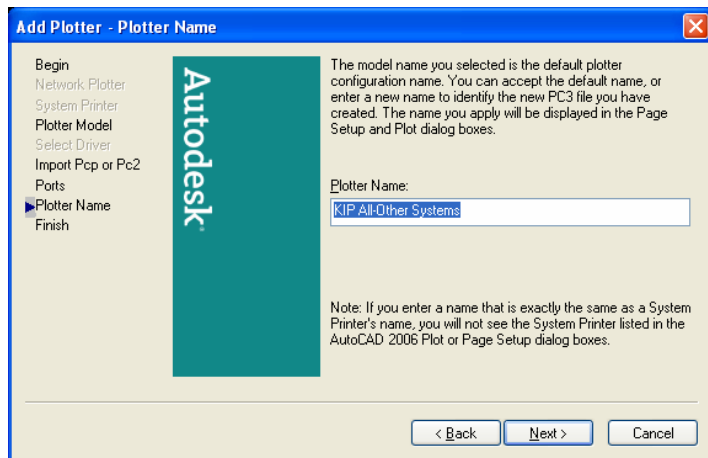 Add Plotter - Plotter Name
Begin
Network Plotter
System Printer
Plotter Model
Select Driver
Import Pcp or Pc2
Ports
Plotter Name
Finish
Autodesk
The model name you selected is the default plotter
configuration name. You can accept the default name, or
enter a new name to identify the new PC3 file you have
created. The name you apply will be displayed in the Page
Setup and Plot dialog boxes.
Plotter Name:
KIP All-Other Systems
Note: If you enter a name that is exactly the same as a System
Printer's name, you will not see the System Printer listed in the
AutoCAD 2006 Plot or Page Setup dialog boxes.
< Back
Next >
Cancel